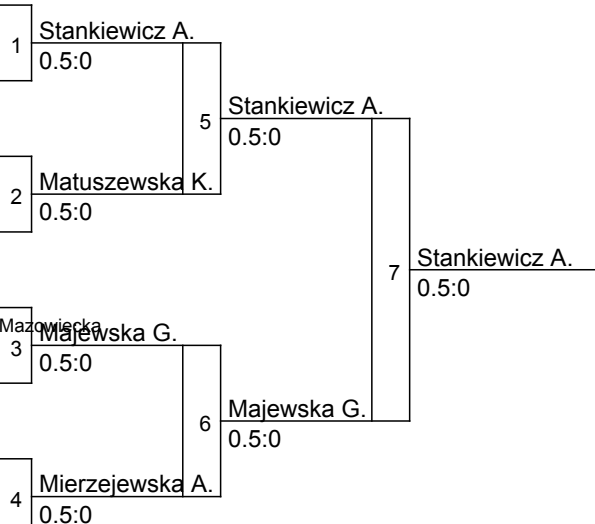 1
Stankiewicz A.
0.5:0
5
Stankiewicz A.
0.5:0
2
Matuszewska K.
0.5:0
7
Stankiewicz A.
0.5:0
Mazowiecka
3
Majewska G.
0.5:0
6
Majewska G.
0.5:0
4
Mierzejewska A.
0.5:0